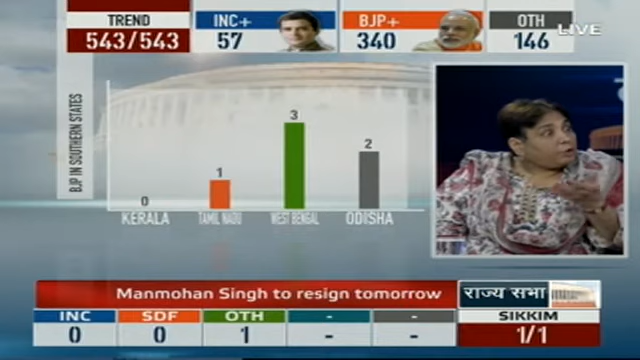 TREND
543/543
INC+
57
BJP+
340
OTH
146
LIVE
BJP IN SOUTHERN STATES
0
1
3
2
KERALA
TAMIL NADU
WEST BENGAL
ODISHA
Manmohan Singh to resign tomorrow
राज्य सभा
INC SDF OTH - - SIKKIM
0 0 1 - - 1/1